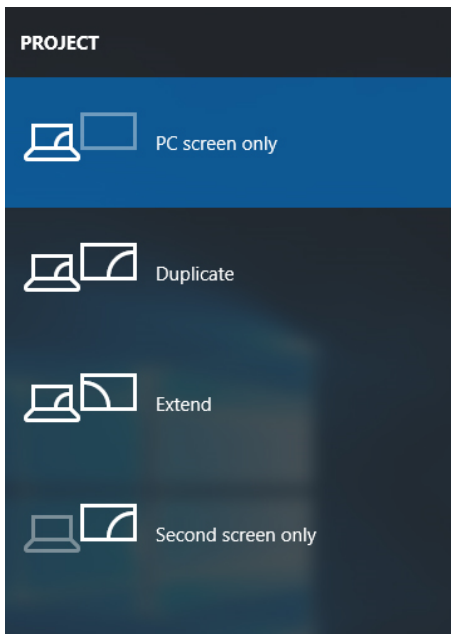 PROJECT
PC screen only
Duplicate
Extend
Second screen only